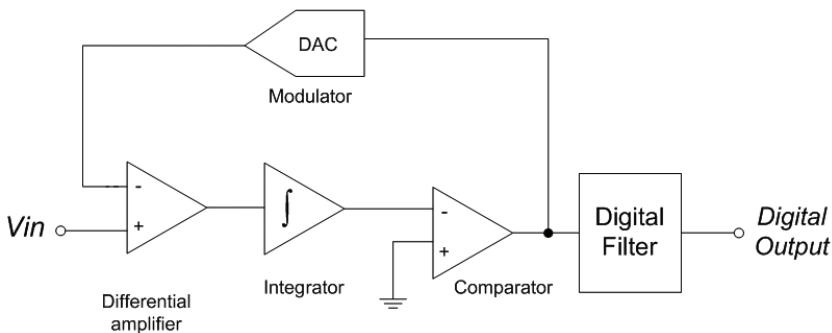 DAC
Modulator
-
+
Vin
∫
-
+
Digital
Filter
Digital
Output
Differential
amplifier
Integrator
Comparator